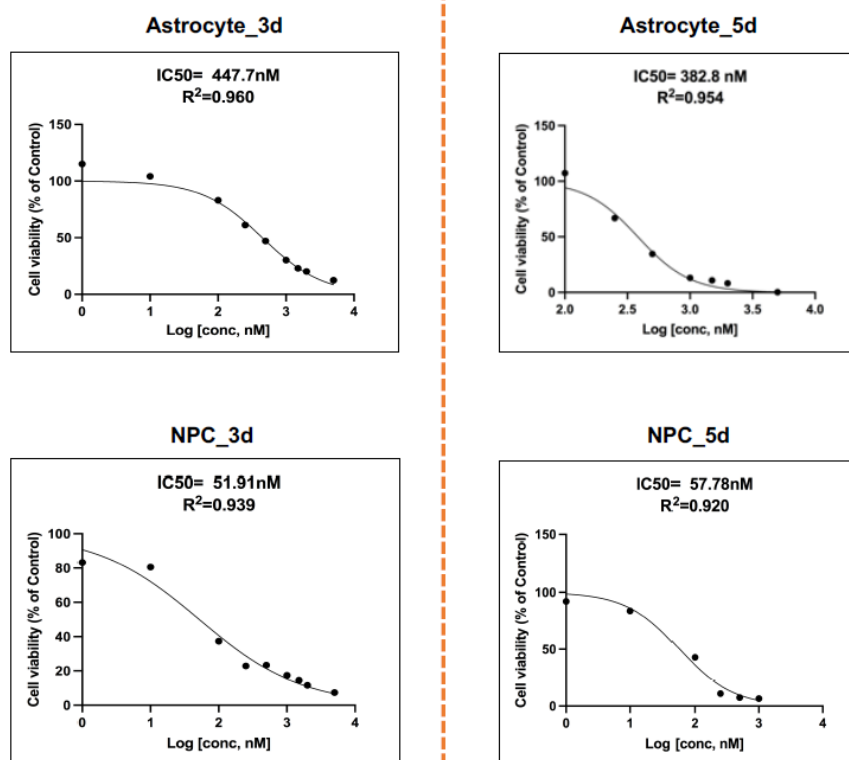 Astrocyte_3d
IC50= 447.7nM
R²=0.960
Cell viability (% of Control)
150
100
50
0
0 1 2 3 4
Log [conc, nM]
Astrocyte_5d
IC50= 382.8 nM
R²=0.954
Cell viability (% of Control)
150
100
50
0
2.0 2.5 3.0 3.5 4.0
Log [conc, nM]
NPC_3d
IC50= 51.91nM
R²=0.939
Cell viability (% of Control)
100
80
60
40
20
0
0 1 2 3 4
Log [conc, nM]
NPC_5d
IC50= 57.78nM
R²=0.920
Cell viability (% of Control)
150
100
50
0
0 1 2 3 4
Log [conc, nM]